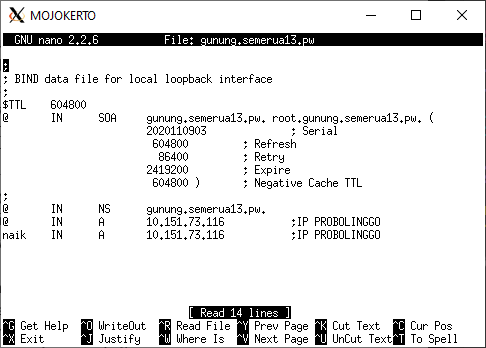 MOJOKERTO
GNU nano 2.2.6 File: gunung.semerua13.pw
;
; BIND data file for local loopback interface
;
$TTL 604800
@ IN SOA gunung.semerua13.pw. root.gunung.semerua13.pw. (
2020110903 ; Serial
604800 ; Refresh
86400 ; Retry
2419200 ; Expire
604800 ) ; Negative Cache TTL
;
@ IN NS gunung.semerua13.pw.
@ IN A 10.151.73.116 ;IP PROBOLINGGO
naik IN A 10.151.73.116 ;IP PROBOLINGGO
[ Read 14 lines ]
^G Get Help ^O WriteOut ^R Read File ^Y Prev Page ^K Cut Text ^C Cur Pos
^X Exit ^J Justify ^W Where Is ^V Next Page ^U UnCut Text ^T To Spell